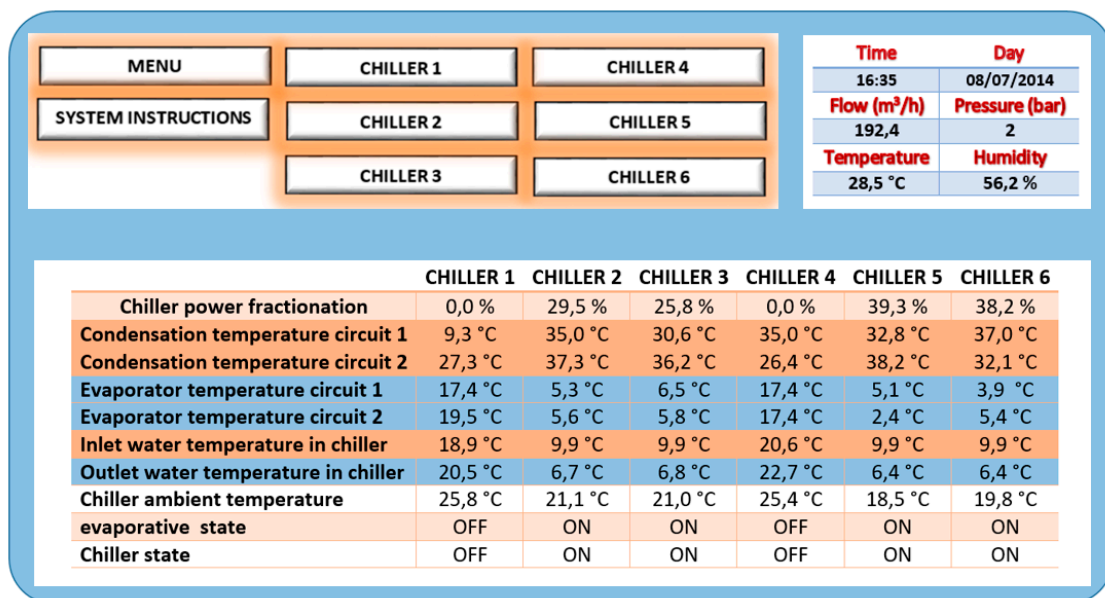 MENU CHILLER 1 CHILLER 4
SYSTEM INSTRUCTIONS CHILLER 2 CHILLER 5
CHILLER 3 CHILLER 6
Time Day
16:35 08/07/2014
Flow (m³/h) Pressure (bar)
192,4 2
Temperature Humidity
28,5 °C 56,2 %
CHILLER 1 CHILLER 2 CHILLER 3 CHILLER 4 CHILLER 5 CHILLER 6
Chiller power fractionation 0,0 % 29,5 % 25,8 % 0,0 % 39,3 % 38,2 %
Condensation temperature circuit 1 9,3 °C 35,0 °C 30,6 °C 35,0 °C 32,8 °C 37,0 °C
Condensation temperature circuit 2 27,3 °C 37,3 °C 36,2 °C 26,4 °C 38,2 °C 32,1 °C
Evaporator temperature circuit 1 17,4 °C 5,3 °C 6,5 °C 17,4 °C 5,1 °C 3,9 °C
Evaporator temperature circuit 2 19,5 °C 5,6 °C 5,8 °C 17,4 °C 2,4 °C 5,4 °C
Inlet water temperature in chiller 18,9 °C 9,9 °C 9,9 °C 20,6 °C 9,9 °C 9,9 °C
Outlet water temperature in chiller 20,5 °C 6,7 °C 6,8 °C 22,7 °C 6,4 °C 6,4 °C
Chiller ambient temperature 25,8 °C 21,1 °C 21,0 °C 25,4 °C 18,5 °C 19,8 °C
evaporative state OFF ON ON OFF ON ON
Chiller state OFF ON ON OFF ON ON